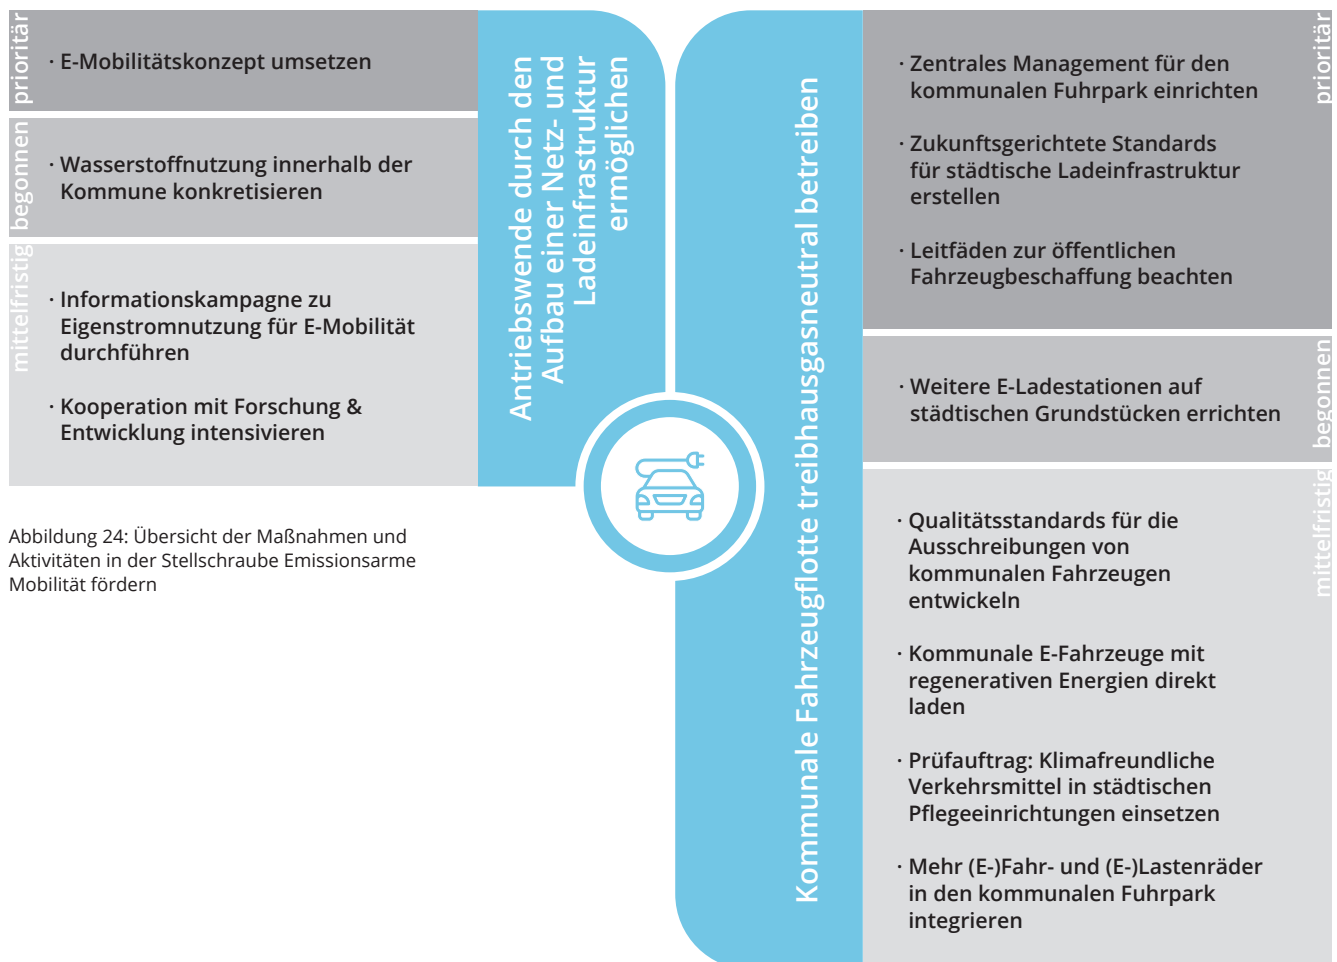 prioritär
· E-Mobilitätskonzept umsetzen
begonnen
· Wasserstoffnutzung innerhalb der
Kommune konkretisieren
mittelfristig
· Informationskampagne zu
Eigenstromnutzung für E-Mobilität
durchführen
· Kooperation mit Forschung &
Entwicklung intensivieren
Antriebswende durch den
Aufbau einer Netz- und
Ladeinfrastruktur
ermöglichen
Abbildung 24: Übersicht der Maßnahmen und
Aktivitäten in der Stellschraube Emissionsarme
Mobilität fördern
Kommunale Fahrzeugflotte treibhausgasneutral betreiben
prioritär
· Zentrales Management für den
kommunalen Fuhrpark einrichten
· Zukunftsgerichtete Standards
für städtische Ladeinfrastruktur
erstellen
· Leitfäden zur öffentlichen
Fahrzeugbeschaffung beachten
begonnen
· Weitere E-Ladestationen auf
städtischen Grundstücken errichten
mittelfristig
· Qualitätsstandards für die
Ausschreibungen von
kommunalen Fahrzeugen
entwickeln
· Kommunale E-Fahrzeuge mit
regenerativen Energien direkt
laden
· Prüfauftrag: Klimafreundliche
Verkehrsmittel in städtischen
Pflegeeinrichtungen einsetzen
· Mehr (E-)Fahr- und (E-)Lastenräder
in den kommunalen Fuhrpark
integrieren